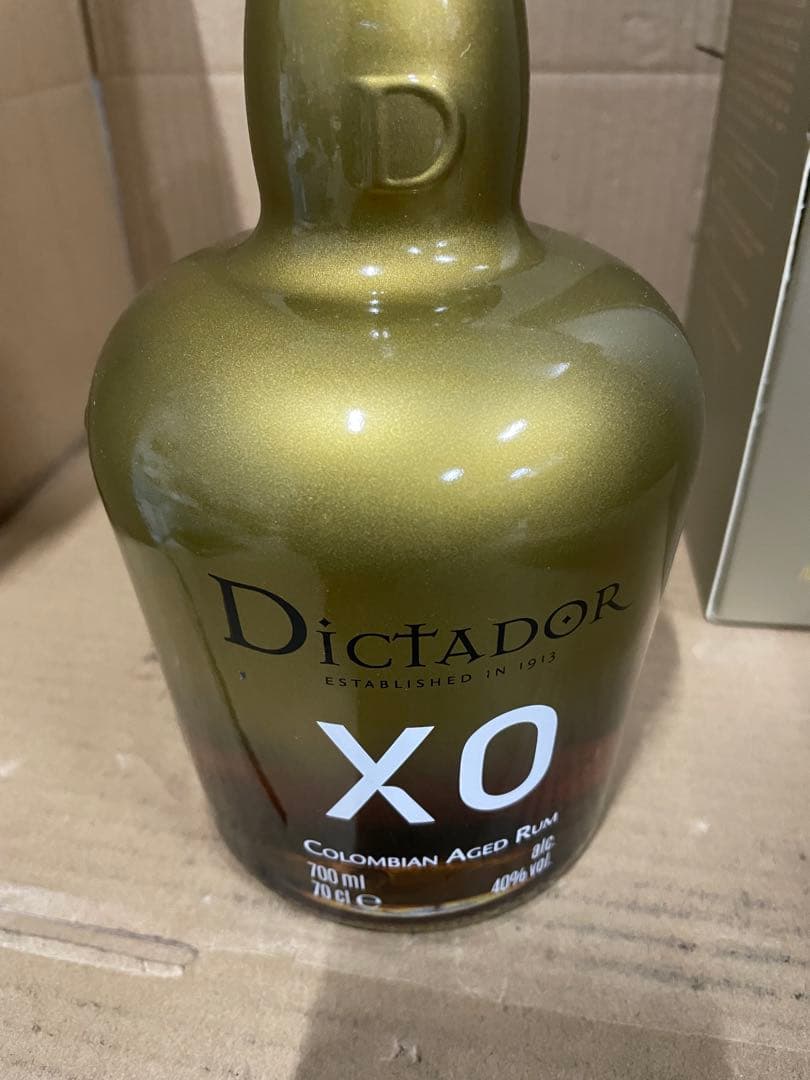 D
DICTADOR
ESTABLISHED IN 1913
XO
COLOMBIAN AGED RUM
700 ml
70 cl ℮
alc.
40% vol.